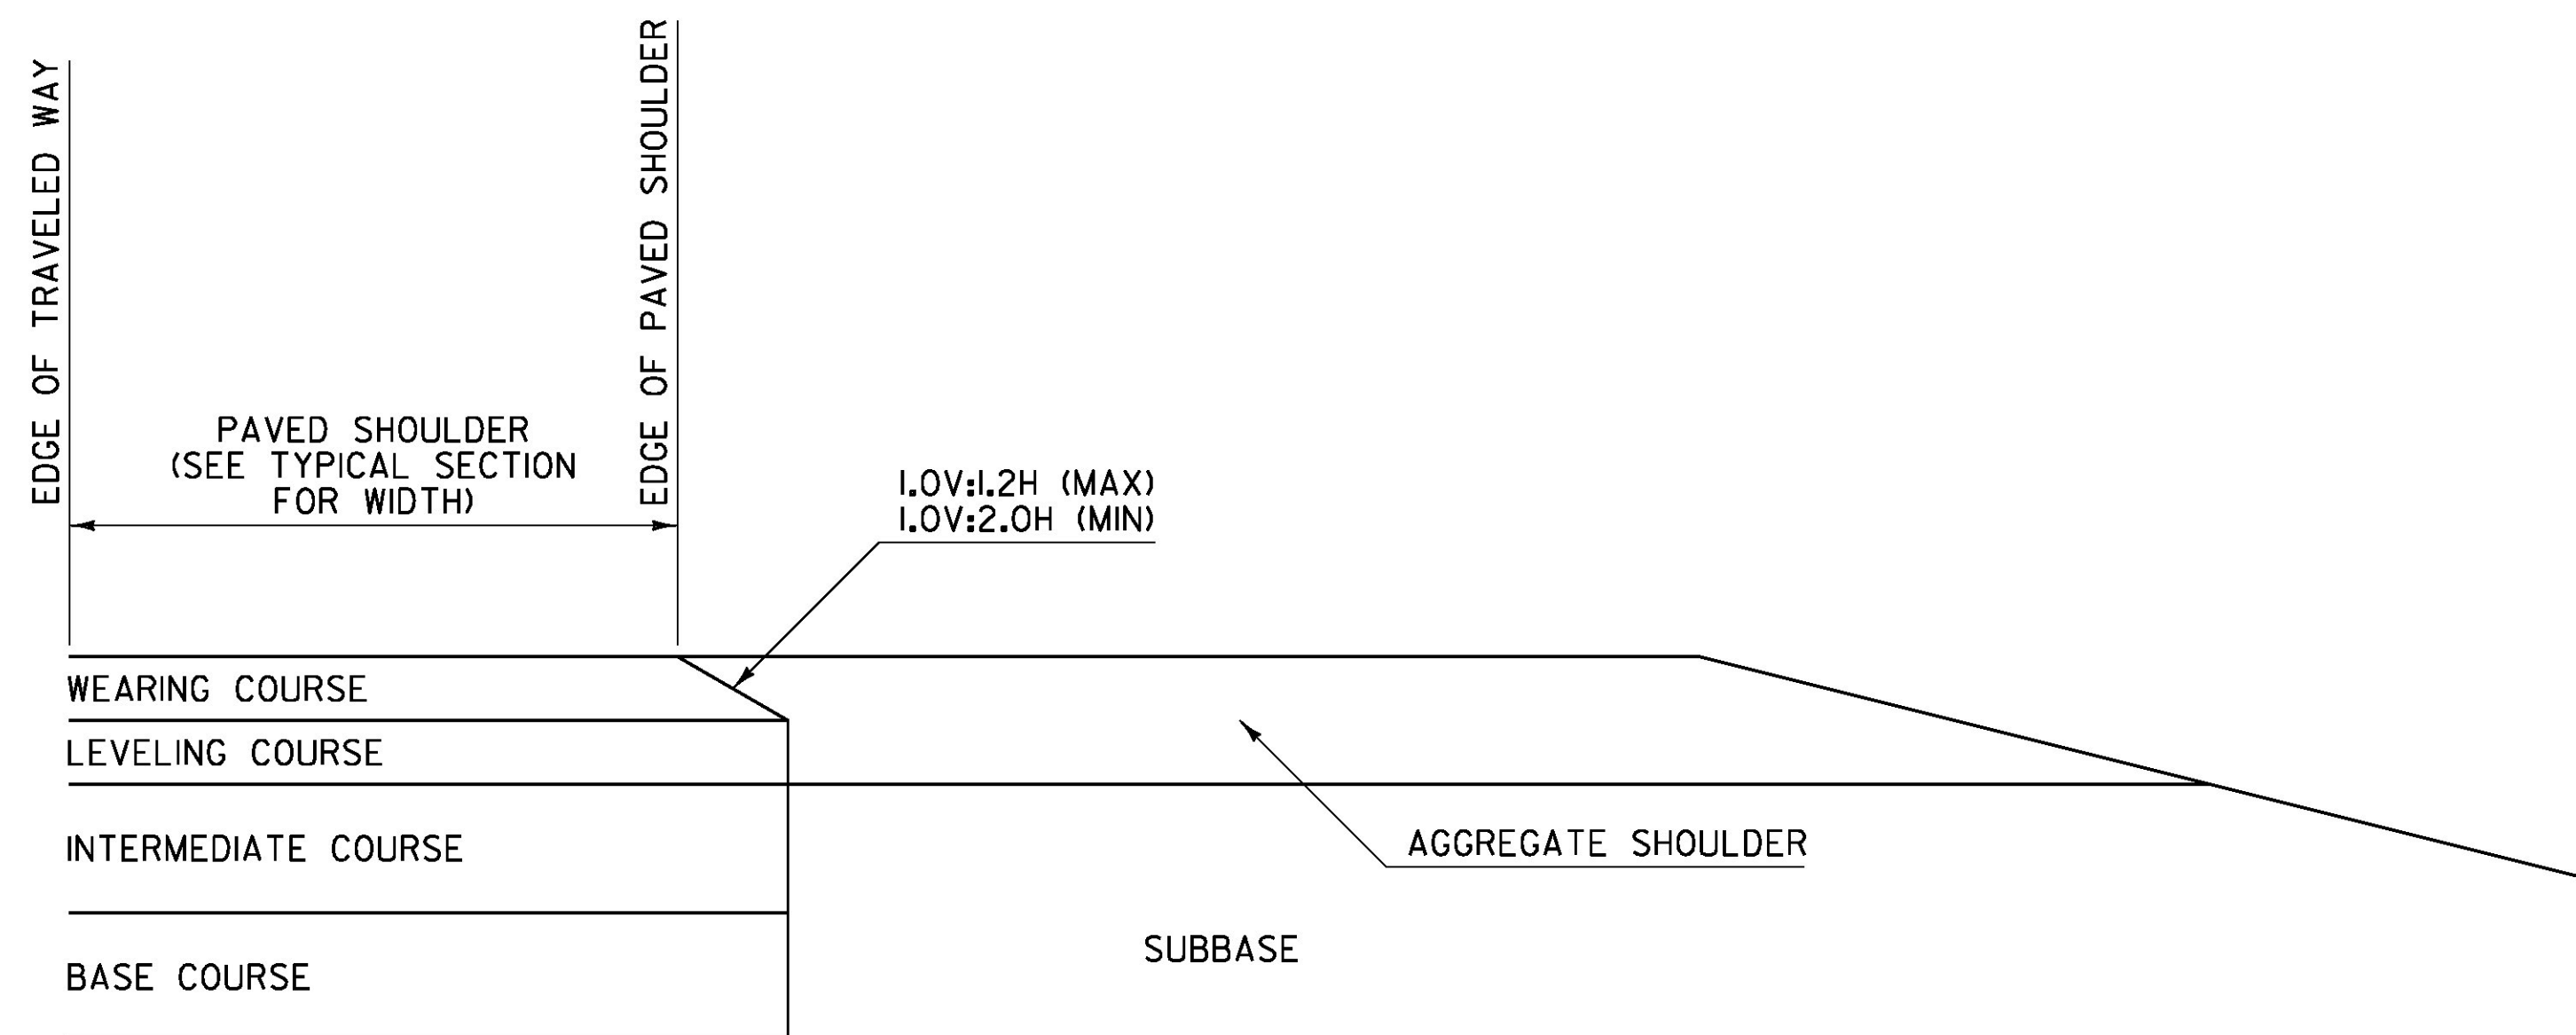 EDGE OF TRAVELED WAY
EDGE OF PAVED SHOULDER
PAVED SHOULDER
(SEE TYPICAL SECTION
FOR WIDTH)
1.0V:1.2H (MAX)
1.0V:2.0H (MIN)
WEARING COURSE
LEVELING COURSE
INTERMEDIATE COURSE
AGGREGATE SHOULDER
SUBBASE
BASE COURSE